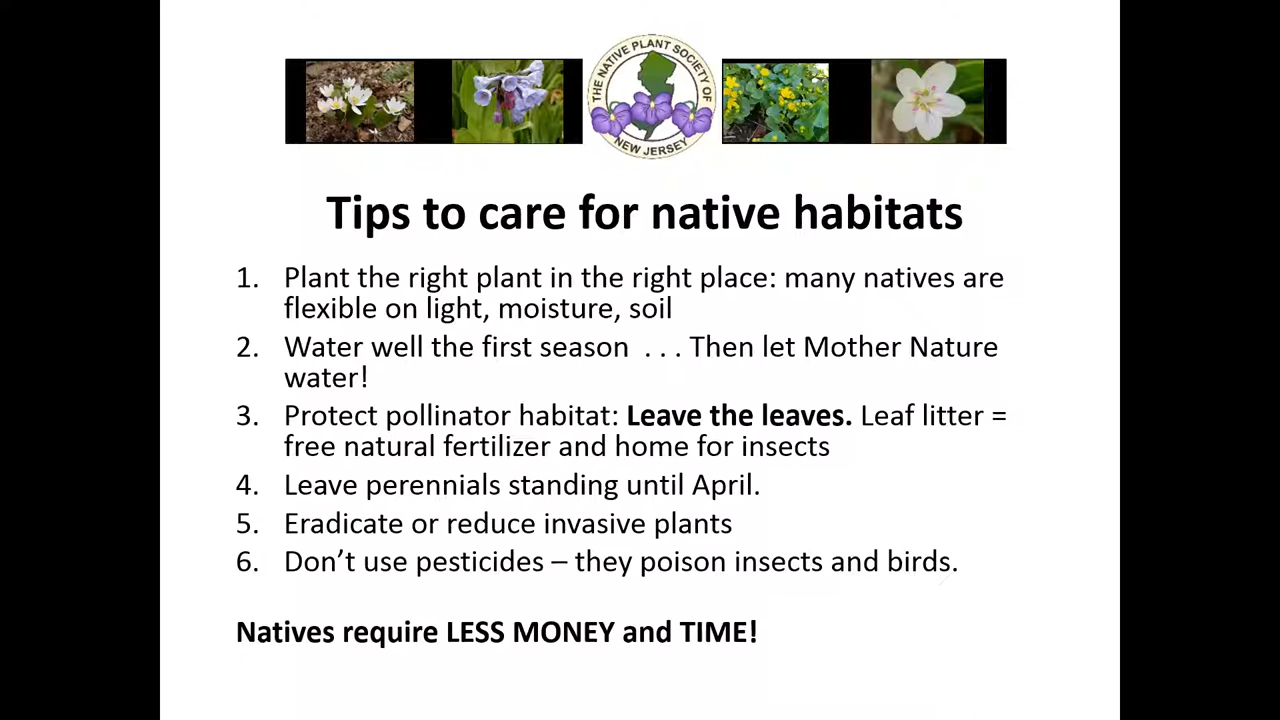 THE NATIVE PLANT SOCIETY OF
NEW JERSEY
Tips to care for native habitats
1. Plant the right plant in the right place: many natives are
flexible on light, moisture, soil
2. Water well the first season . . . Then let Mother Nature
water!
3. Protect pollinator habitat: Leave the leaves. Leaf litter =
free natural fertilizer and home for insects
4. Leave perennials standing until April.
5. Eradicate or reduce invasive plants
6. Don’t use pesticides – they poison insects and birds.
Natives require LESS MONEY and TIME!